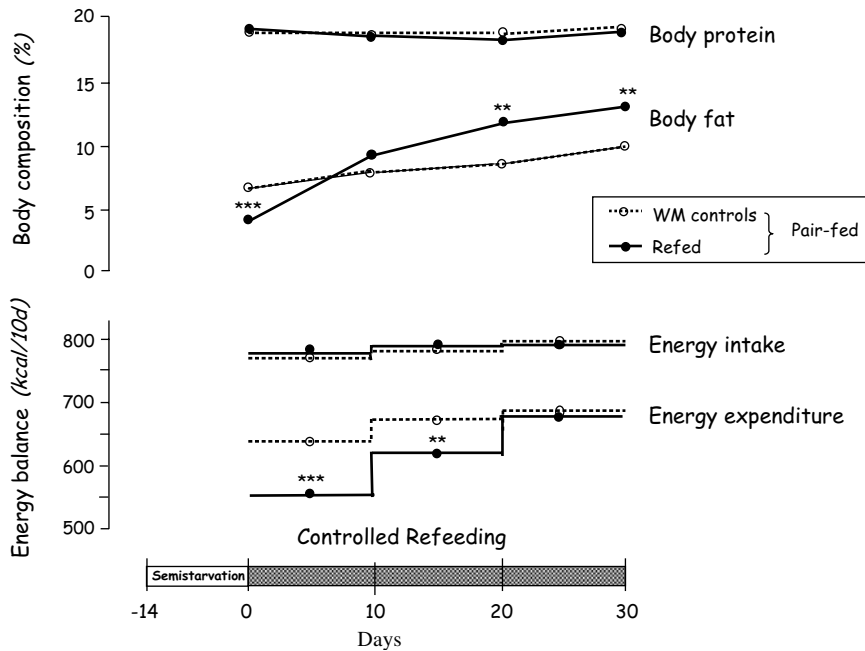 20
15
10
5
0
Body composition (%)
Body protein
Body fat
***
**
**
WM controls
Refed
Pair-fed
800
700
600
500
Energy balance (kcal/10d)
Energy intake
Energy expenditure
***
**
Controlled Refeeding
Semistarvation
-14 0 10 20 30
Days